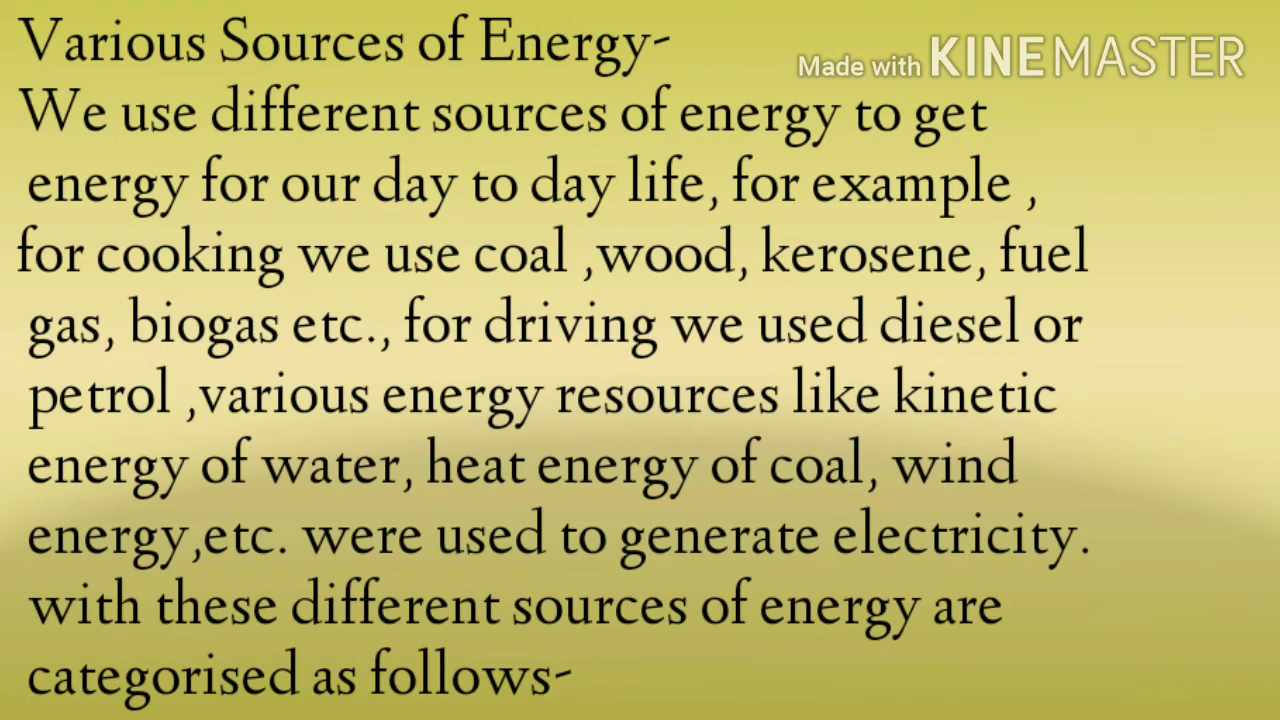 Various Sources of Energy-
Made with KINEMASTER
We use different sources of energy to get
energy for our day to day life, for example ,
for cooking we use coal ,wood, kerosene, fuel
gas, biogas etc., for driving we used diesel or
petrol ,various energy resources like kinetic
energy of water, heat energy of coal, wind
energy,etc. were used to generate electricity.
with these different sources of energy are
categorised as follows-